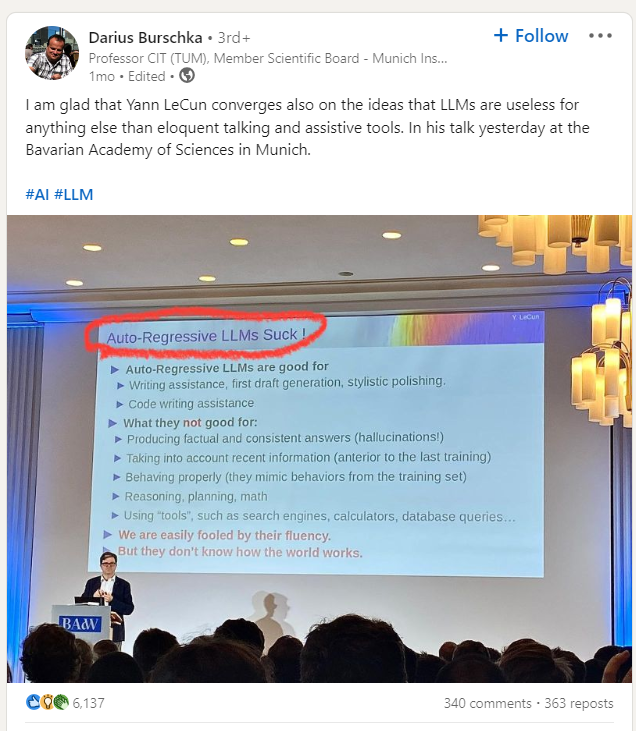 Darius Burschka • 3rd+
+ Follow
Professor CIT (TUM), Member Scientific Board - Munich Ins...
1mo • Edited •
I am glad that Yann LeCun converges also on the ideas that LLMs are useless for
anything else than eloquent talking and assistive tools. In his talk yesterday at the
Bavarian Academy of Sciences in Munich.
#AI #LLM
Y. LeCun
Auto-Regressive LLMs Suck !
Auto-Regressive LLMs are good for
Writing assistance, first draft generation, stylistic polishing.
Code writing assistance
What they not good for:
Producing factual and consistent answers (hallucinations!)
Taking into account recent information (anterior to the last training)
Behaving properly (they mimic behaviors from the training set)
Reasoning, planning, math
Using "tools", such as search engines, calculators, database queries...
We are easily fooled by their fluency.
But they don't know how the world works.
BAdW
6,137
340 comments • 363 reposts